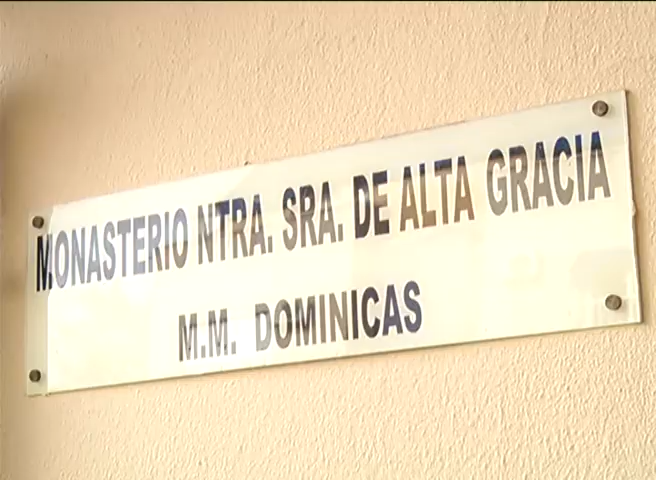 MONASTERIO NTRA. SRA. DE ALTA GRACIA
M.M. DOMINICAS